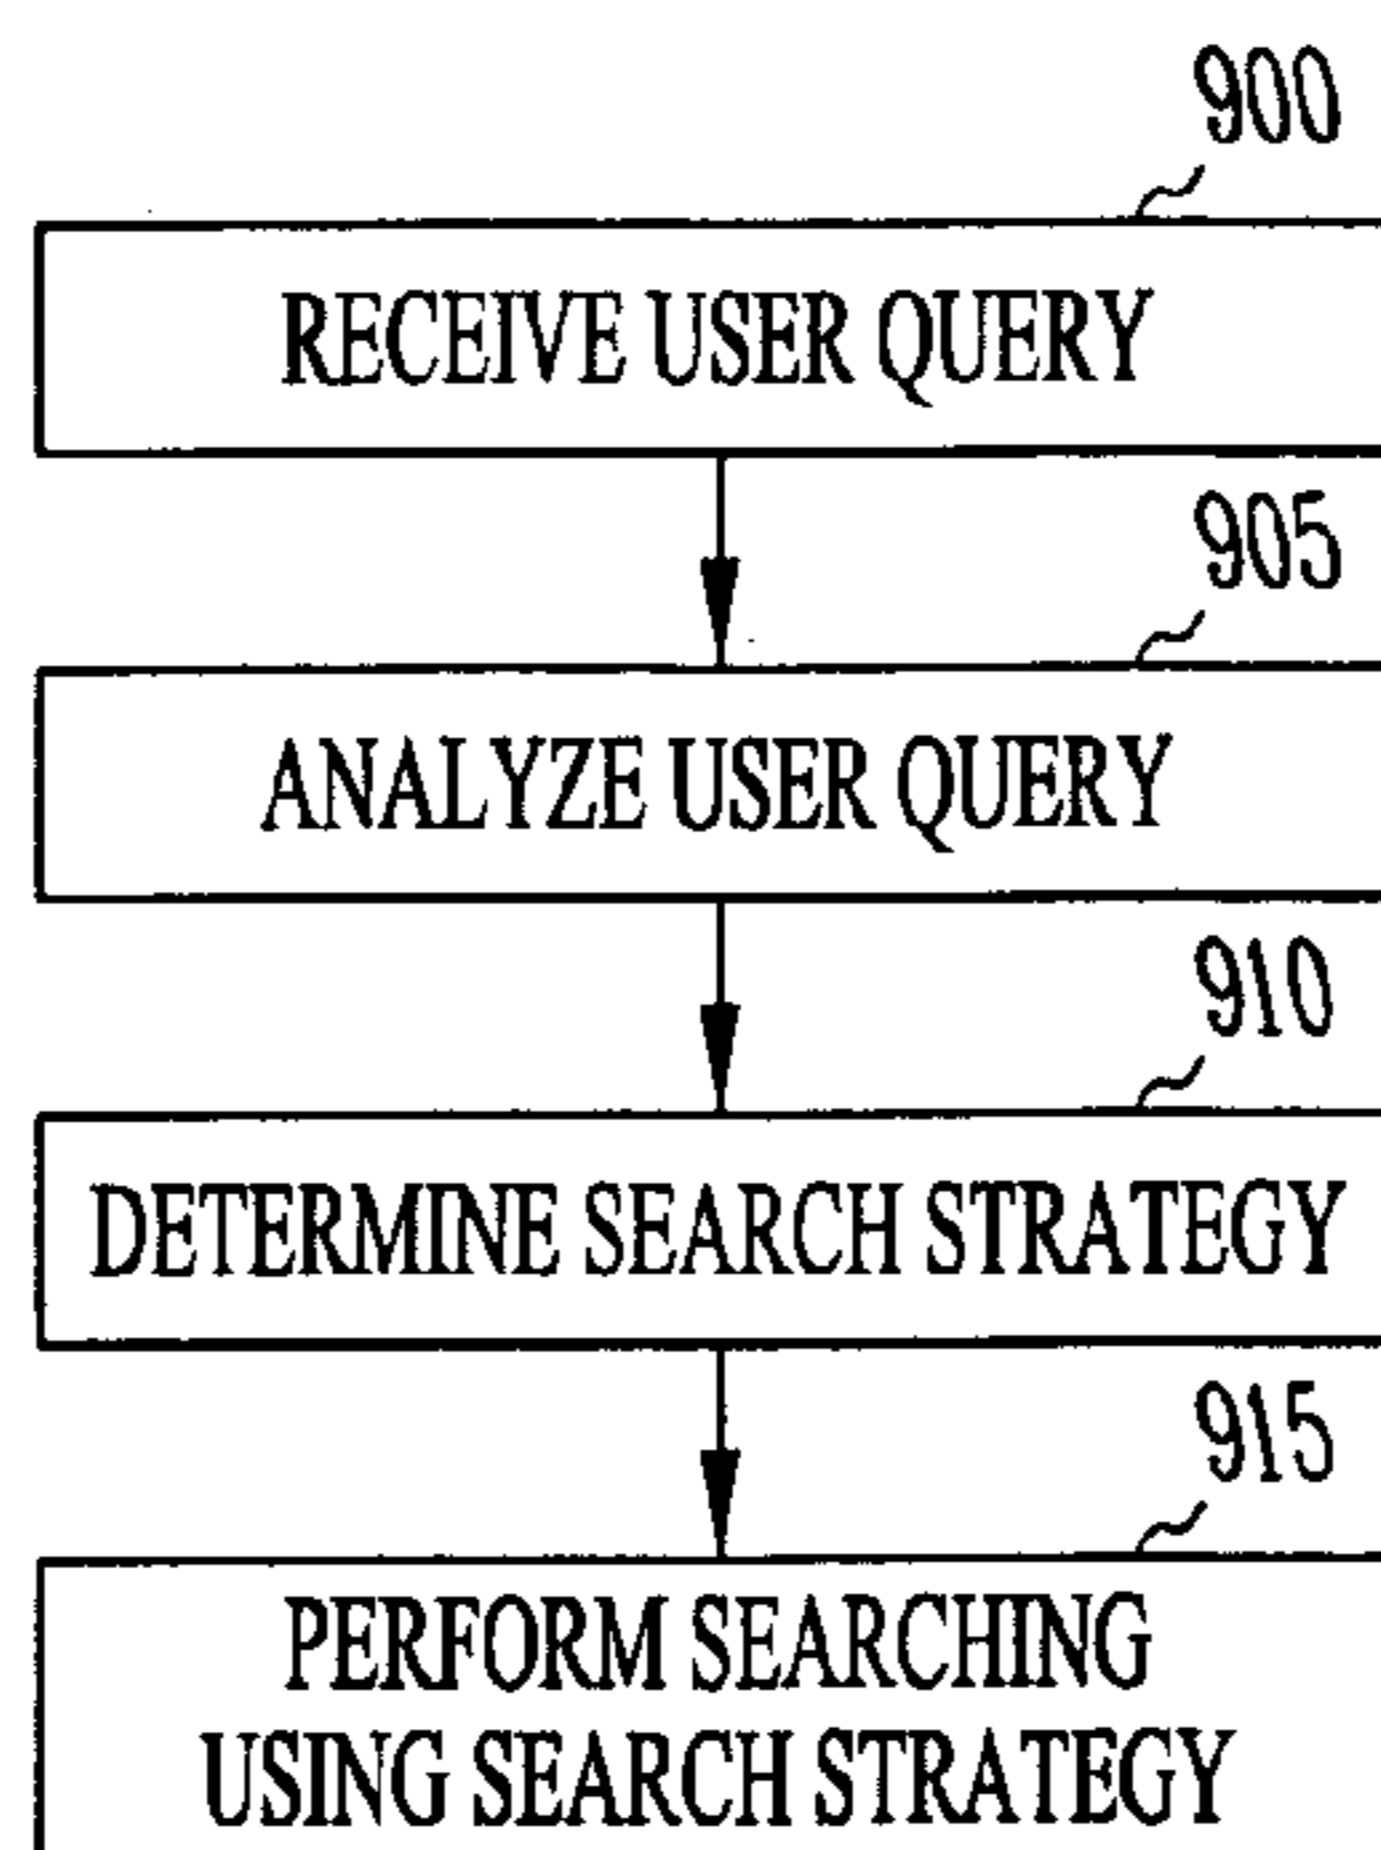 900
RECEIVE USER QUERY
905
ANALYZE USER QUERY
910
DETERMINE SEARCH STRATEGY
915
PERFORM SEARCHING
USING SEARCH STRATEGY